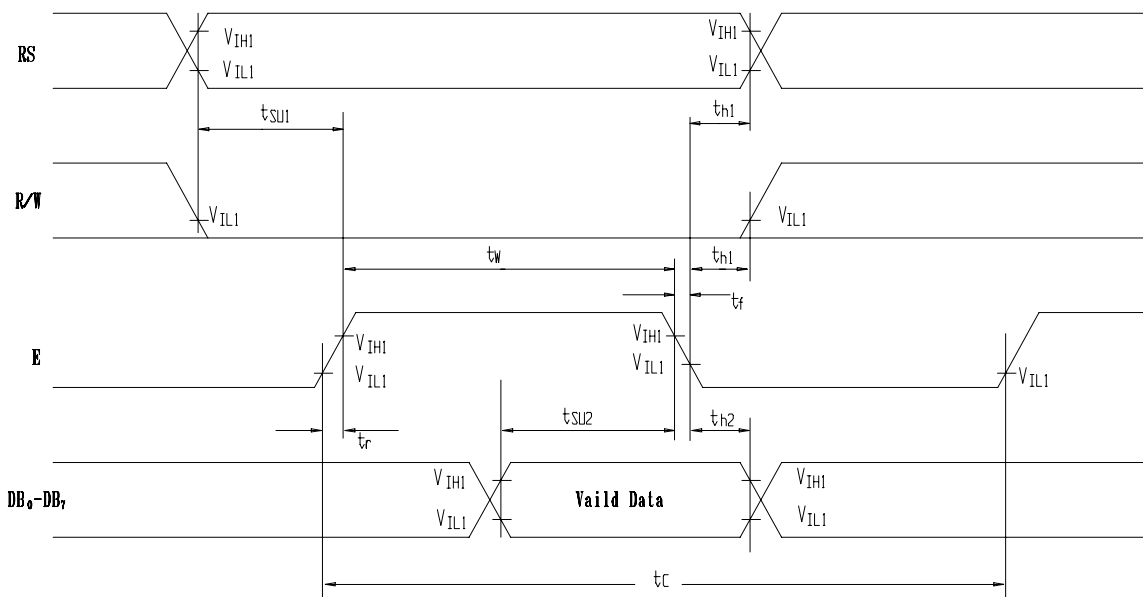 RS
VIH1
VIL1
VIH1
VIL1
tSU1
th1
R/W
VIL1
VIL1
tW
th1
tf
E
VIH1
VIL1
VIH1
VIL1
VIL1
tr
tSU2
th2
DB0-DB7
VIH1
VIL1
Vaild Data
VIH1
VIL1
tC